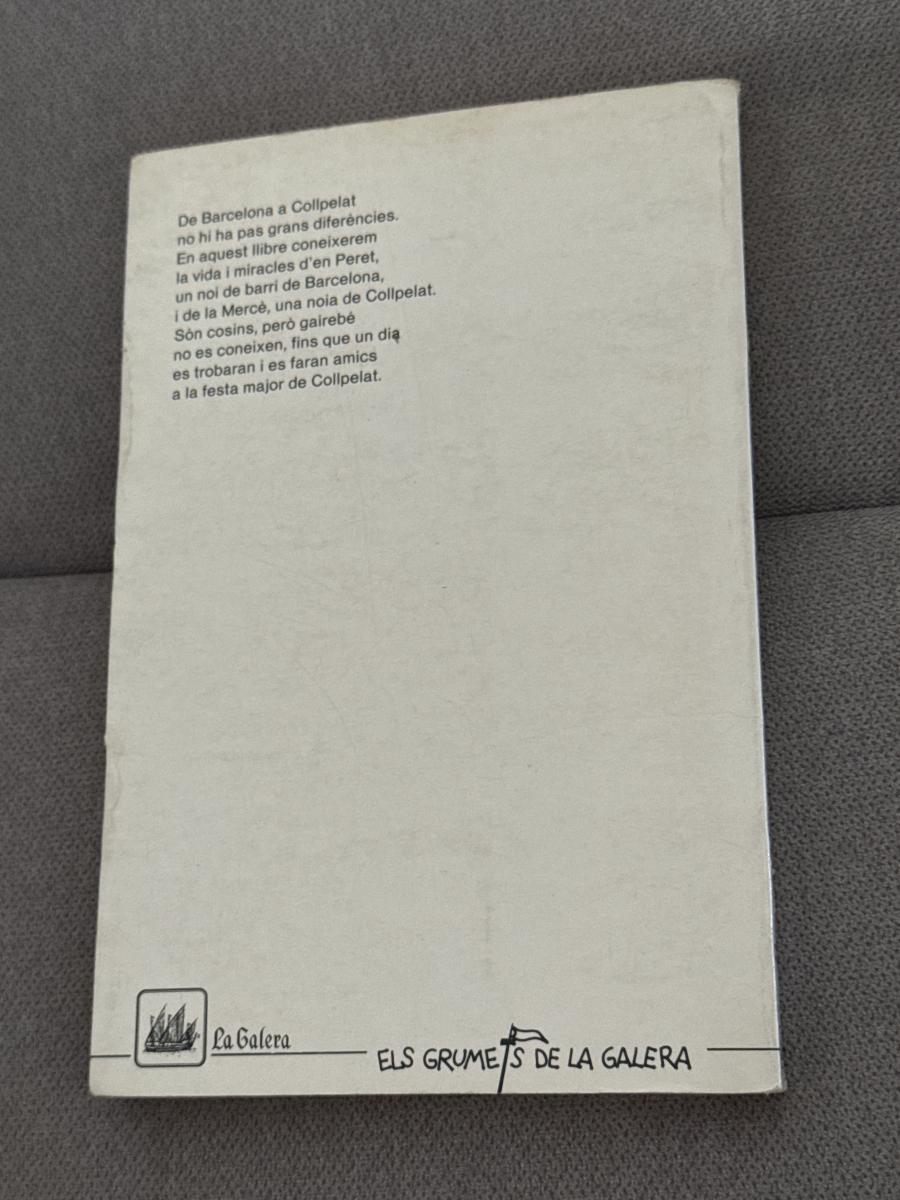 De Barcelona a Collpelat
no hi ha pas grans diferències.
En aquest llibre coneixerem
la vida i miracles d'en Peret,
un noi de barri de Barcelona,
i de la Mercè, una noia de Collpelat.
Són cosins, però gairebé
no es coneixen, fins que un dia
es trobaran i es faran amics
a la festa major de Collpelat.
La Galera
ELS GRUMETS DE LA GALERA